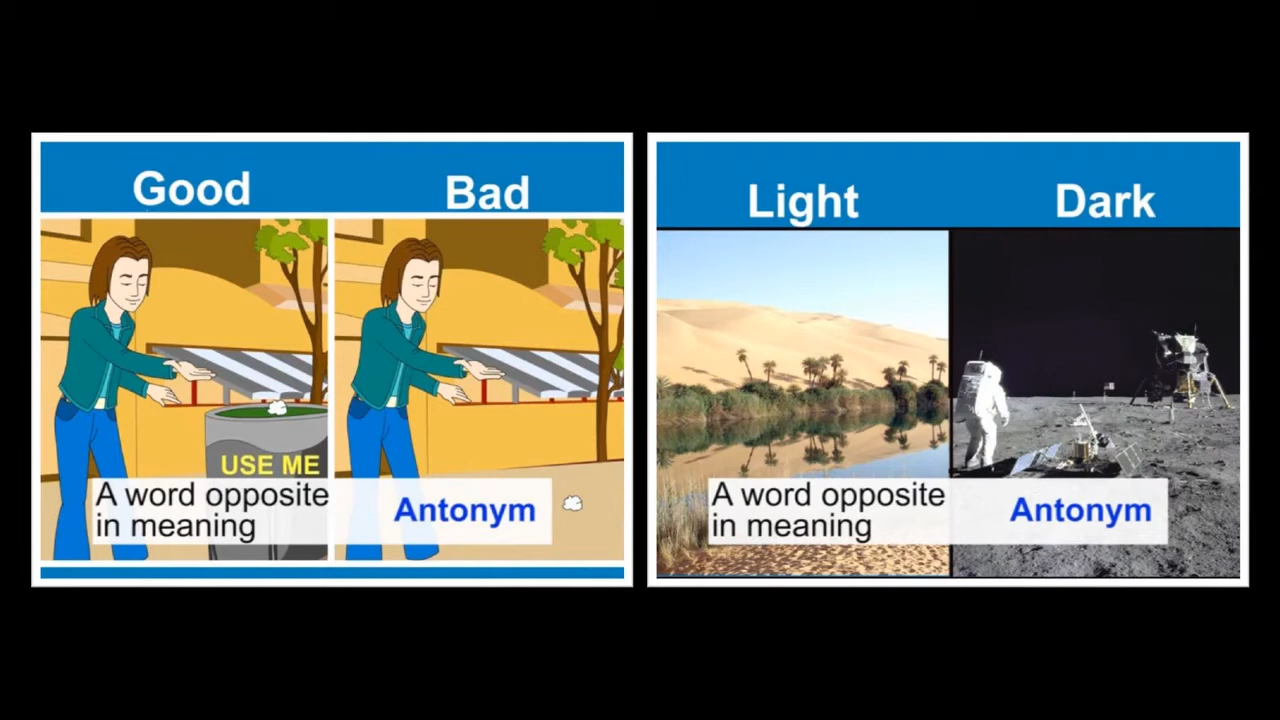 Good Bad
USE ME
A word opposite
in meaning
Antonym
Light Dark
A word opposite
in meaning
Antonym